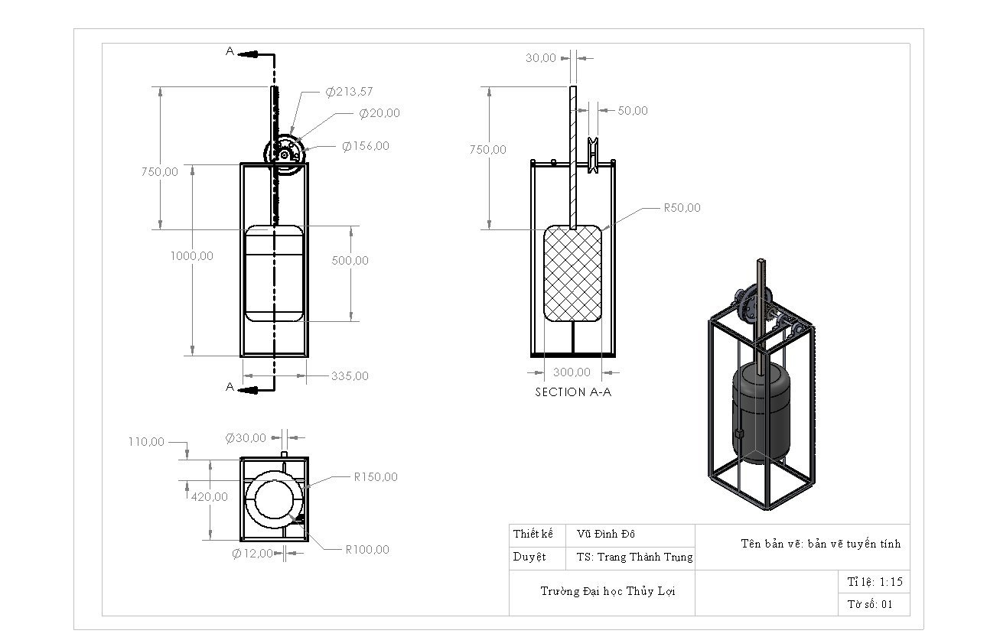 A
30,00
Ø213,57
Ø20,00
50,00
Ø156,00
750,00
750,00
R50,00
1000,00
500,00
300,00
335,00
A
SECTION A-A
110,00
Ø30,00
R150,00
420,00
R100,00
Ø12,00
Thiết kế
Vũ Đình Đô
Tên bản vẽ: bản vẽ tuyến tính
Duyệt
TS: Trang Thành Trung
Trường Đại học Thủy Lợi
Tỉ lệ: 1:15
Tờ số: 01